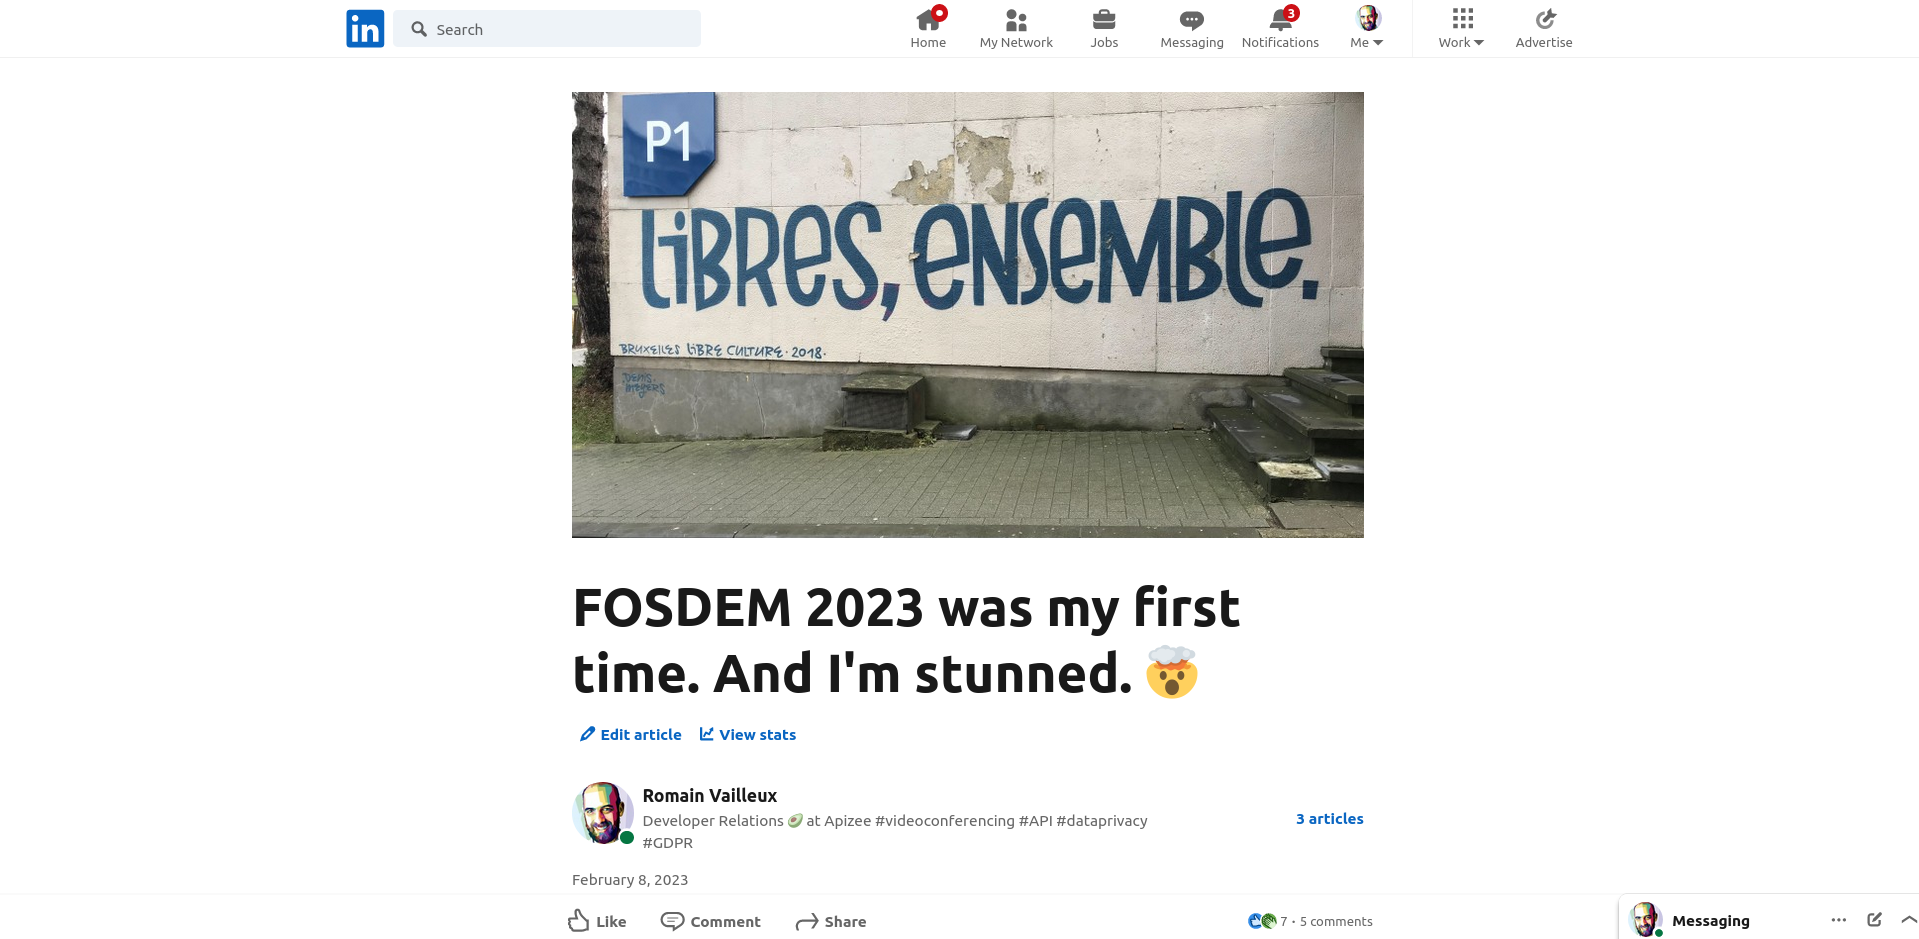 in
Search
Home
My Network
Jobs
Messaging
3
Notifications
Me
Work
Advertise
P1
LiBRes, ensemble.
BRUXELLES LIBRE CULTURE · 2018 ·
FOSDEM 2023 was my first
time. And I'm stunned. 🤯
Edit article
View stats
Romain Vailleux
Developer Relations 🥑 at Apizee #videoconferencing #API #dataprivacy
#GDPR
3 articles
February 8, 2023
Like
Comment
Share
7 · 5 comments
Messaging